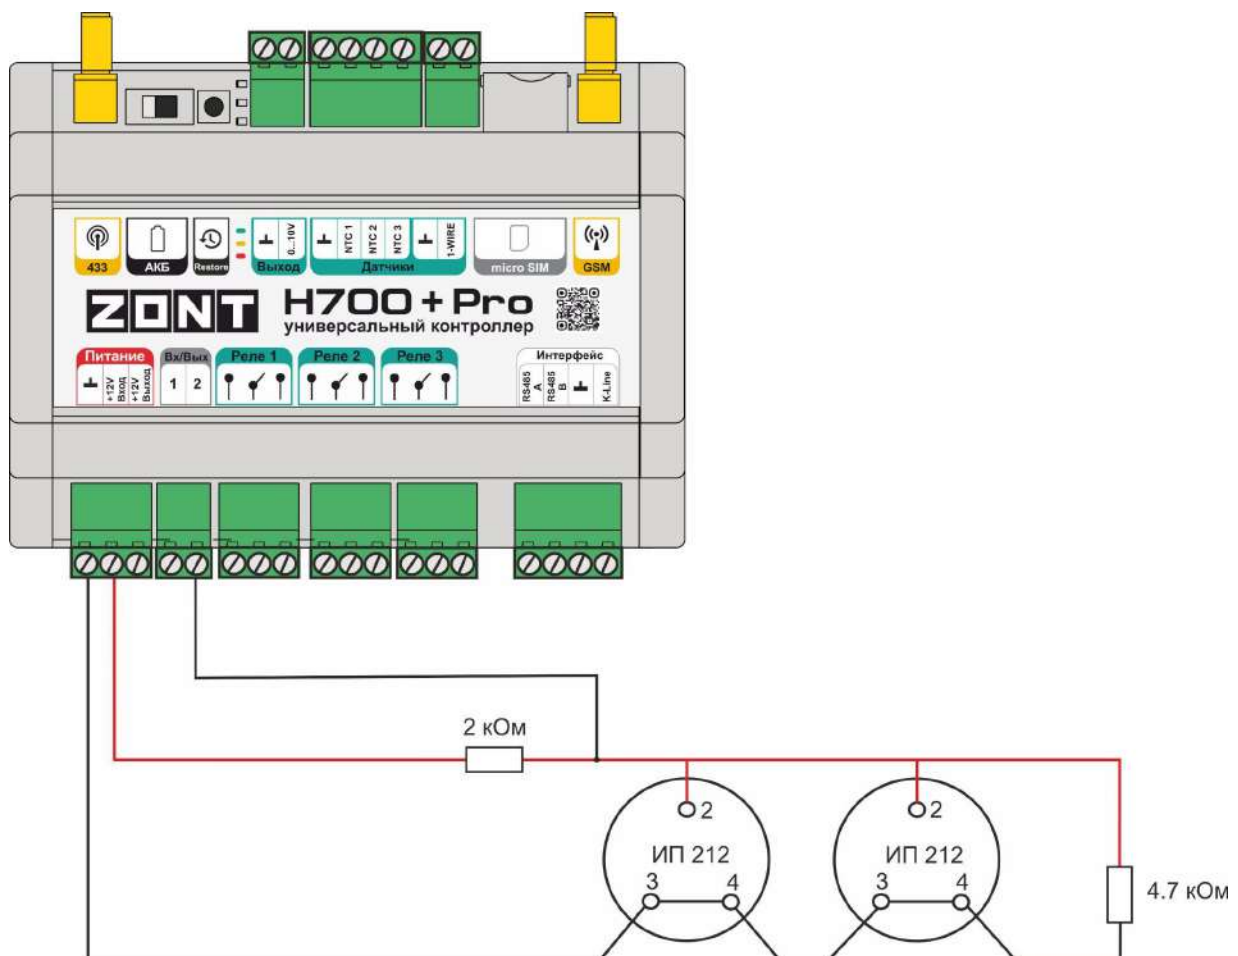 433
АКБ
Restore
⊥ 0...10V
Выход
⊥ NTC 1 NTC 2 NTC 3 ⊥ 1-WIRE
Датчики
micro SIM
GSM
ZONT H700+Pro
универсальный контроллер
Питание Вх/Вых Реле 1 Реле 2 Реле 3 Интерфейс
⊥ +12V Вход +12V Выход 1 2 RS485 A RS485 B ⊥ K-Line
2 кОм
2 2
ИП 212 ИП 212
3 4 3 4
4.7 кОм